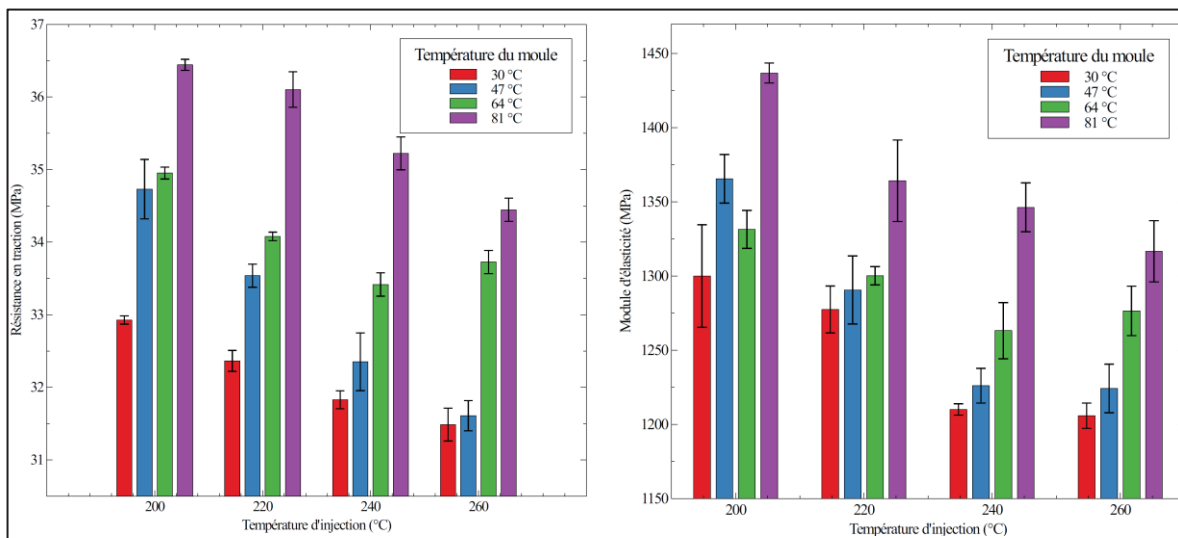 37
36
35
34
33
32
31
Résistance en traction (MPa)
Température du moule
30 °C
47 °C
64 °C
81 °C
200
220
240
260
Température d'injection (°C)
1450
1400
1350
1300
1250
1200
1150
Module d'élasticité (MPa)
Température du moule
30 °C
47 °C
64 °C
81 °C
200
220
240
260
Température d'injection (°C)